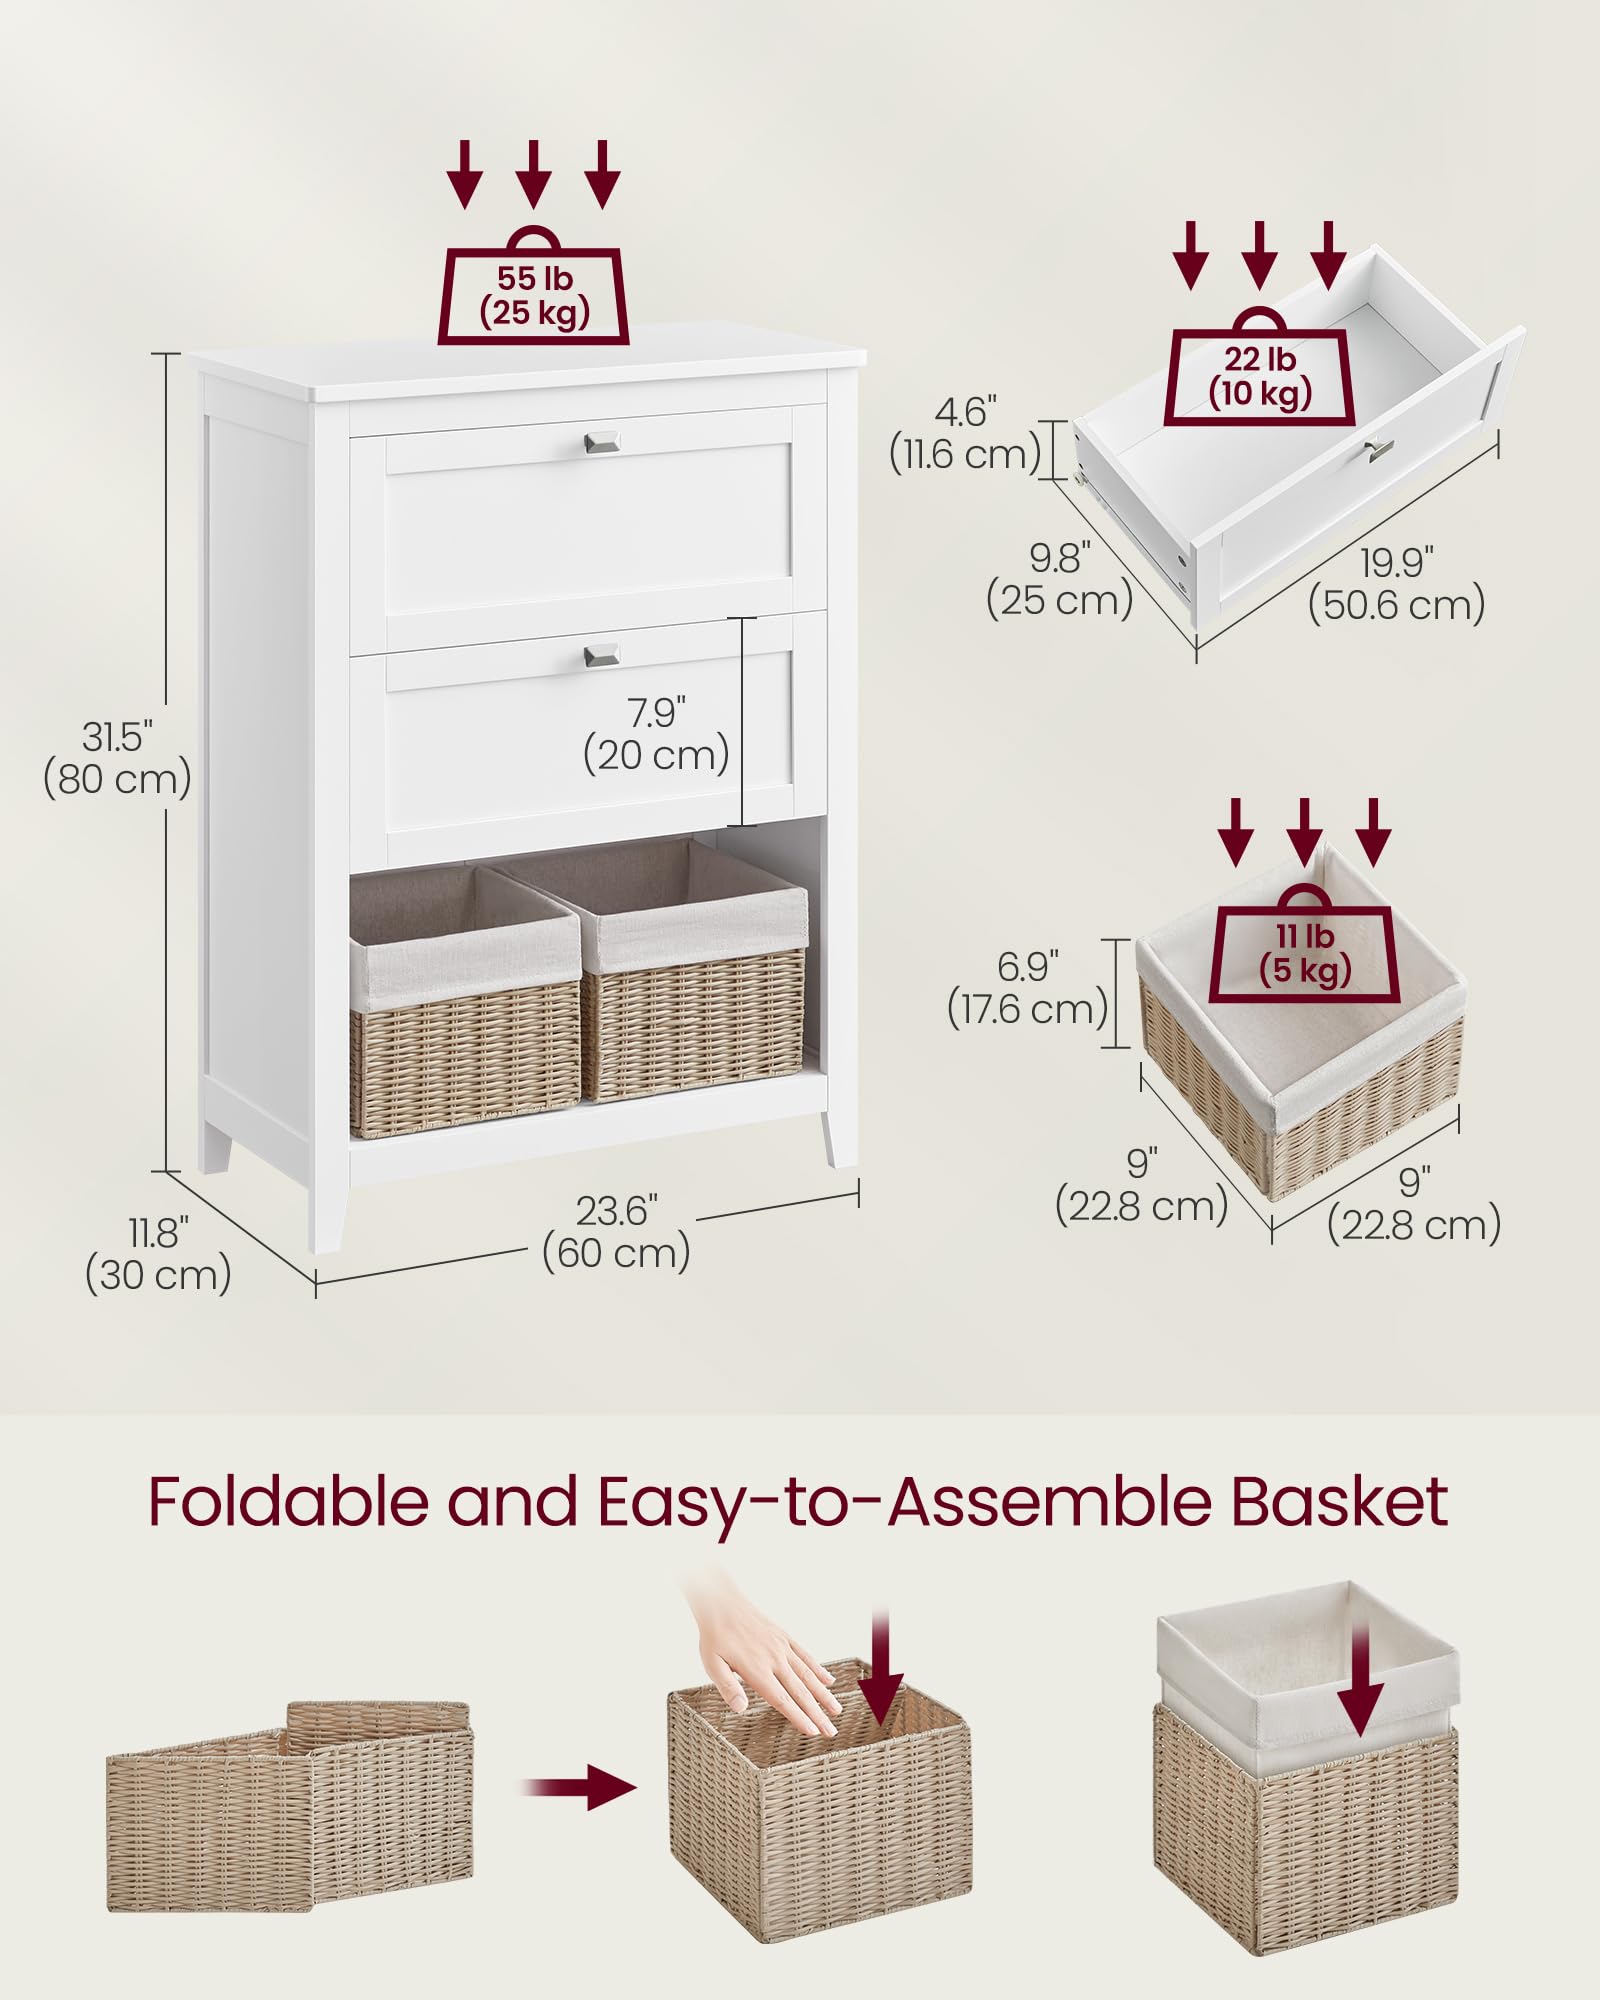 55 lb
(25 kg)
22 lb
(10 kg)
4.6"
(11.6 cm)
9.8"
(25 cm)
19.9"
(50.6 cm)
7.9"
(20 cm)
31.5"
(80 cm)
11 lb
(5 kg)
6.9"
(17.6 cm)
9"
(22.8 cm)
9"
(22.8 cm)
23.6"
(60 cm)
11.8"
(30 cm)
Foldable and Easy-to-Assemble Basket